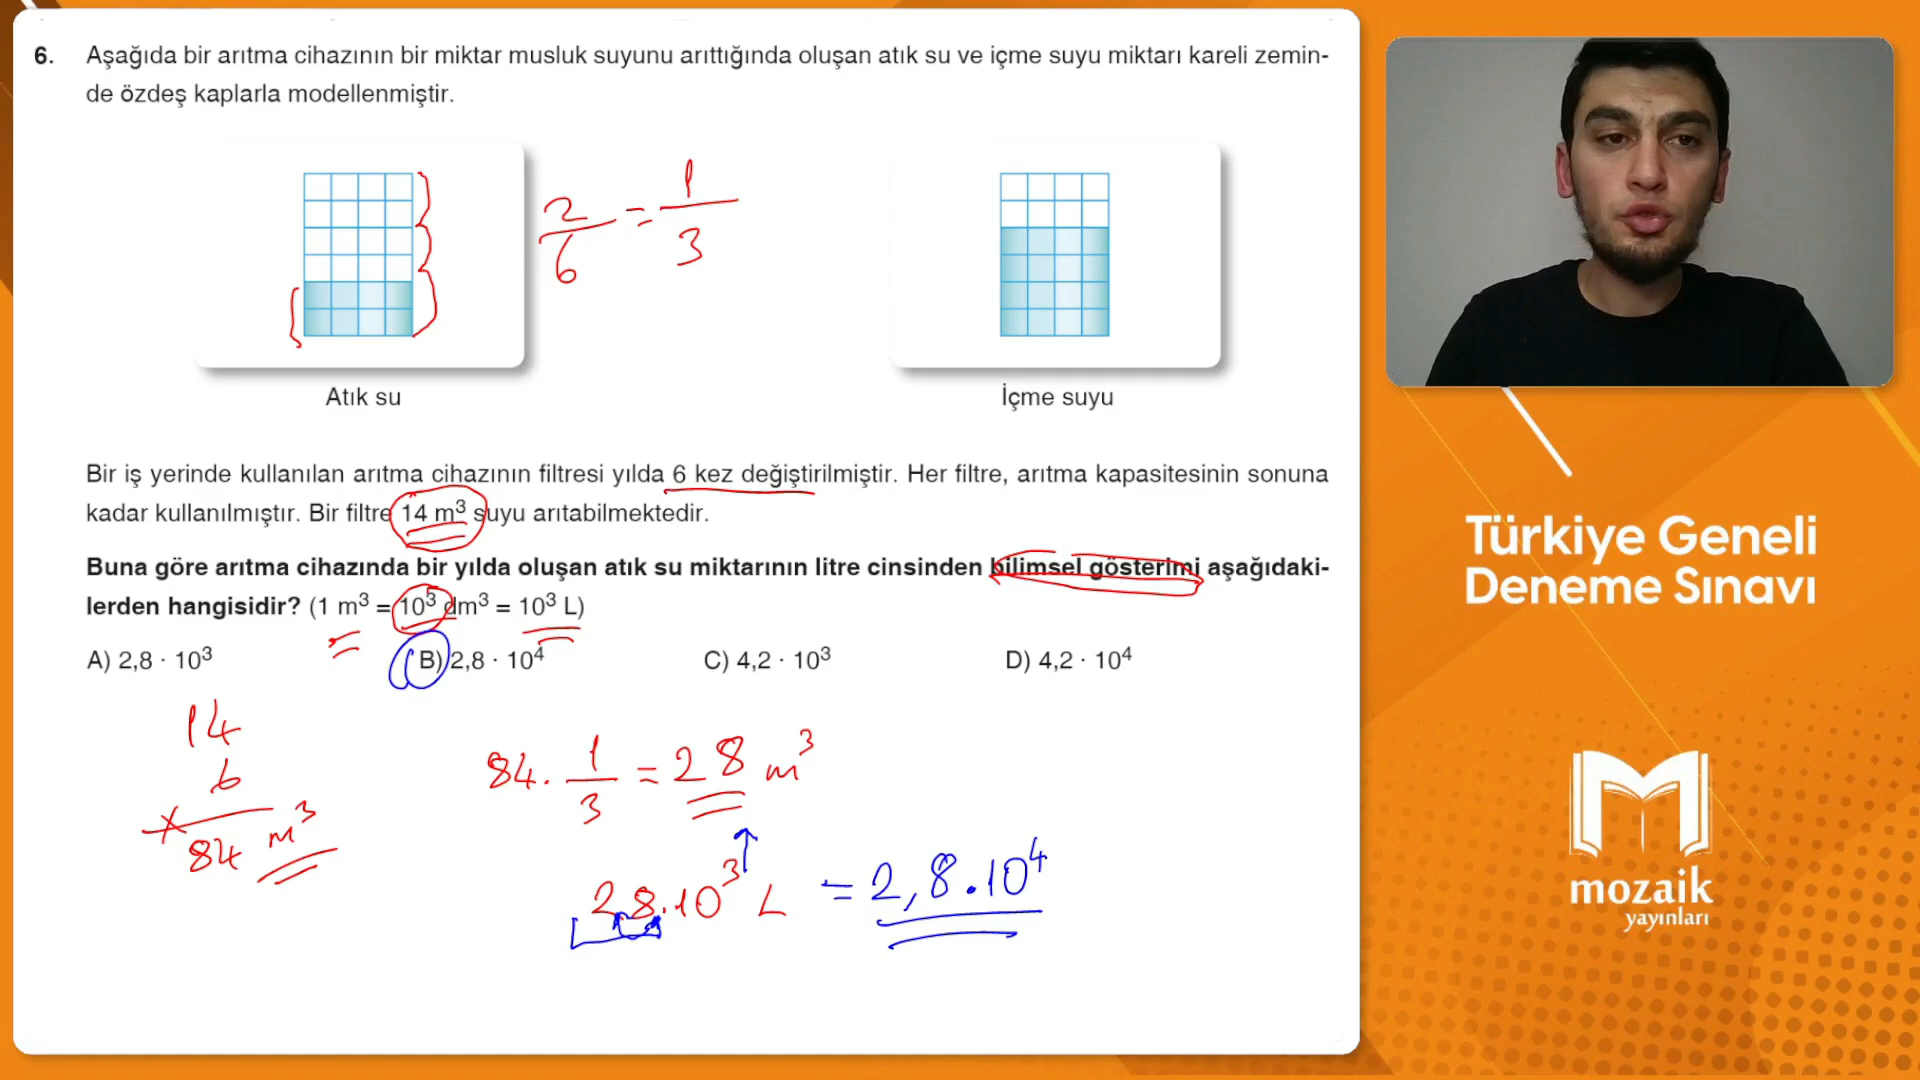 6. Aşağıda bir arıtma cihazının bir miktar musluk suyunu arıttığında oluşan atık su ve içme suyu miktarı kareli zemin-
de özdeş kaplarla modellenmiştir.
2/6 = 1/3
Atık su
İçme suyu
Bir iş yerinde kullanılan arıtma cihazının filtresi yılda 6 kez değiştirilmiştir. Her filtre, arıtma kapasitesinin sonuna
kadar kullanılmıştır. Bir filtre 14 m³ suyu arıtabilmektedir.
Buna göre arıtma cihazında bir yılda oluşan atık su miktarının litre cinsinden bilimsel gösterimi aşağıdaki-
lerden hangisidir? (1 m³ = 10³ dm³ = 10³ L)
A) 2,8 · 10³
B) 2,8 · 10⁴
C) 4,2 · 10³
D) 4,2 · 10⁴
14
6
x
84 m³
84 · 1/3 = 28 m³
28 · 10³ L = 2,8 · 10⁴
Türkiye Geneli
Deneme Sınavı
mozaik
yayınları